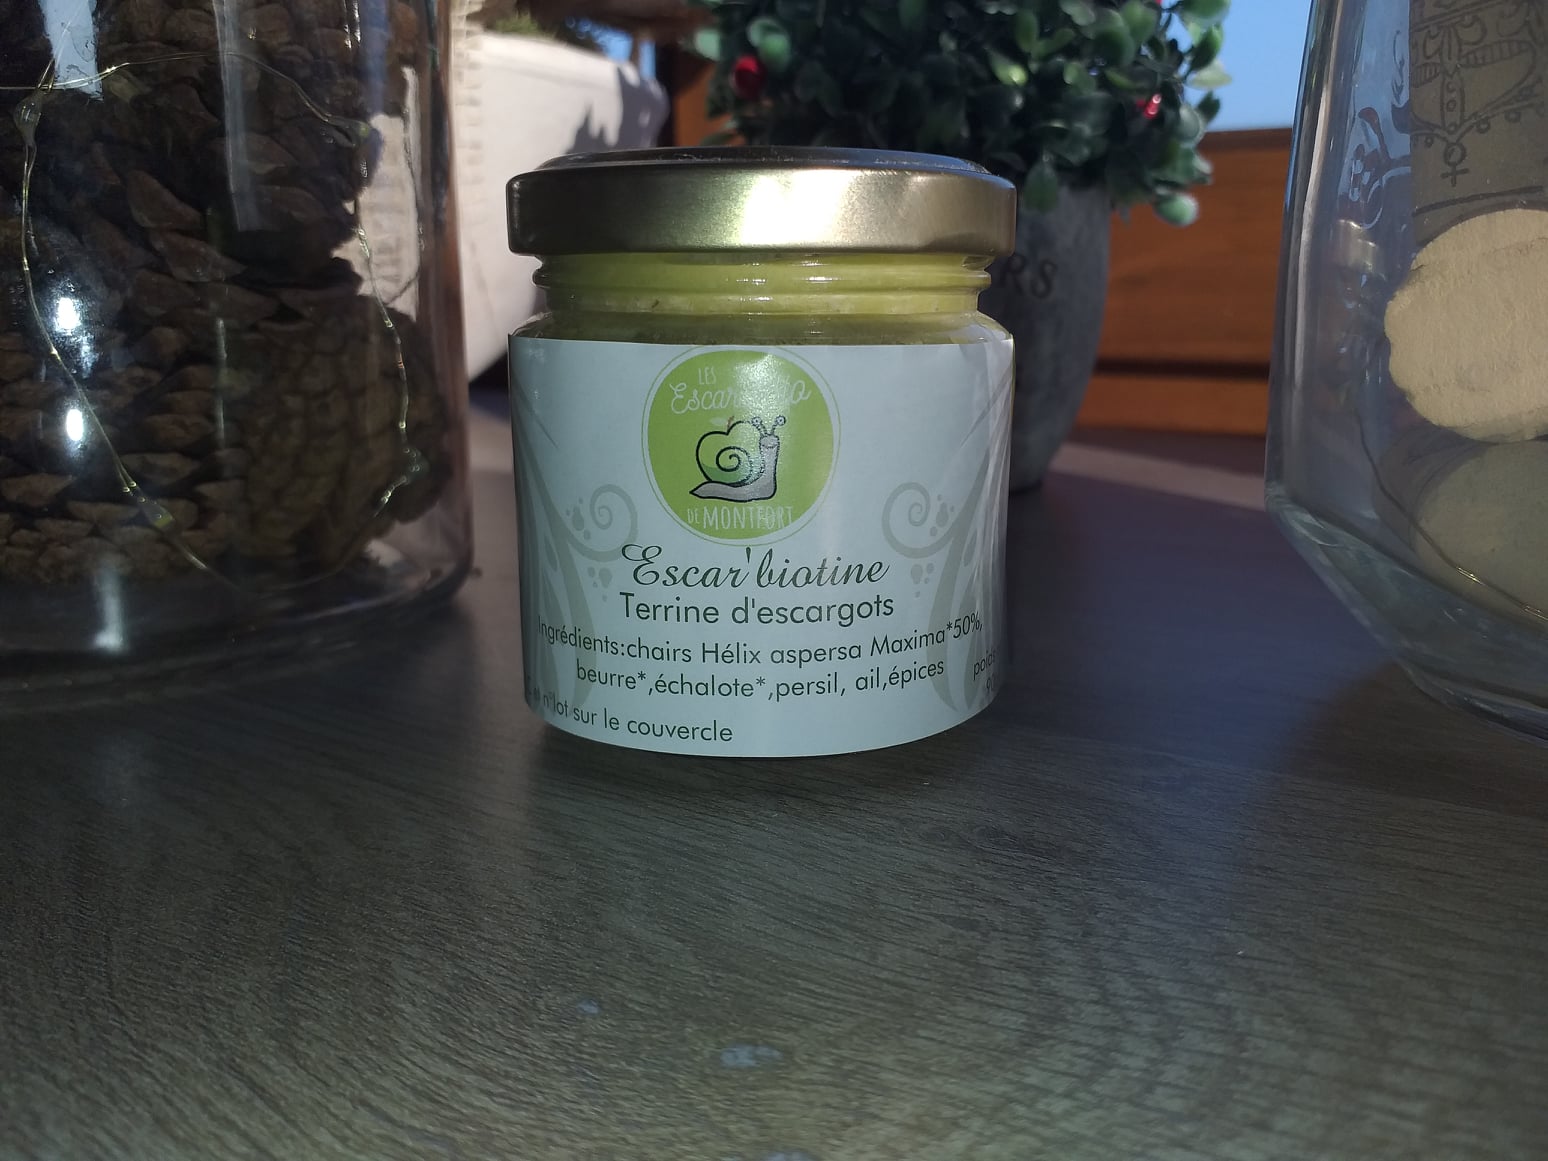 LES
DE MONTFORT
Escar'biotine
Terrine d'escargots
Ingrédients:chairs Hélix aspersa Maxima*50%,
beurre*,échalote*,persil, ail,épices
et n°lot sur le couvercle